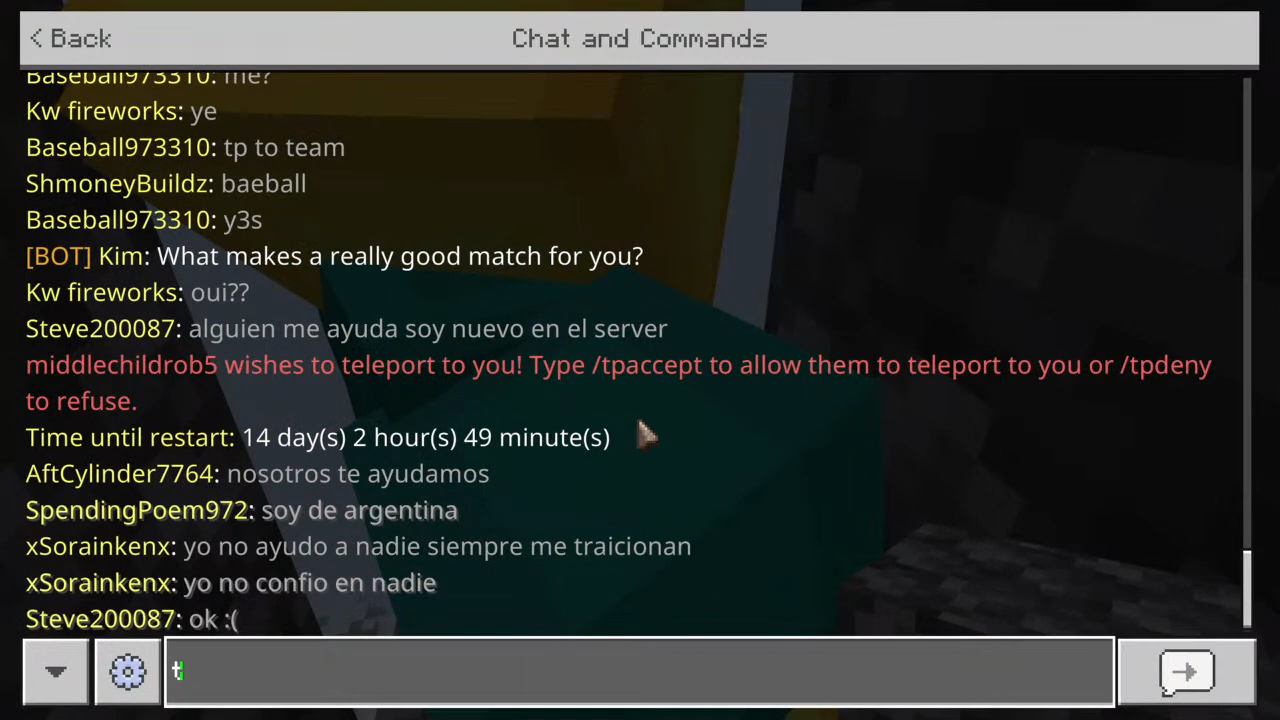 Back
Chat and Commands
Baseball973310: me?
Kw fireworks: ye
Baseball973310: tp to team
ShmoneyBuildz: baeball
Baseball973310: y3s
[BOT] Kim: What makes a really good match for you?
Kw fireworks: oui??
Steve200087: alguien me ayuda soy nuevo en el server
middlechildrob5 wishes to teleport to you! Type /tpaccept to allow them to teleport to you or /tpdeny
to refuse.
Time until restart: 14 day(s) 2 hour(s) 49 minute(s)
AftCylinder7764: nosotros te ayudamos
SpendingPoem972: soy de argentina
xSorainkenx: yo no ayudo a nadie siempre me traicionan
xSorainkenx: yo no confio en nadie
Steve200087: ok :(
t